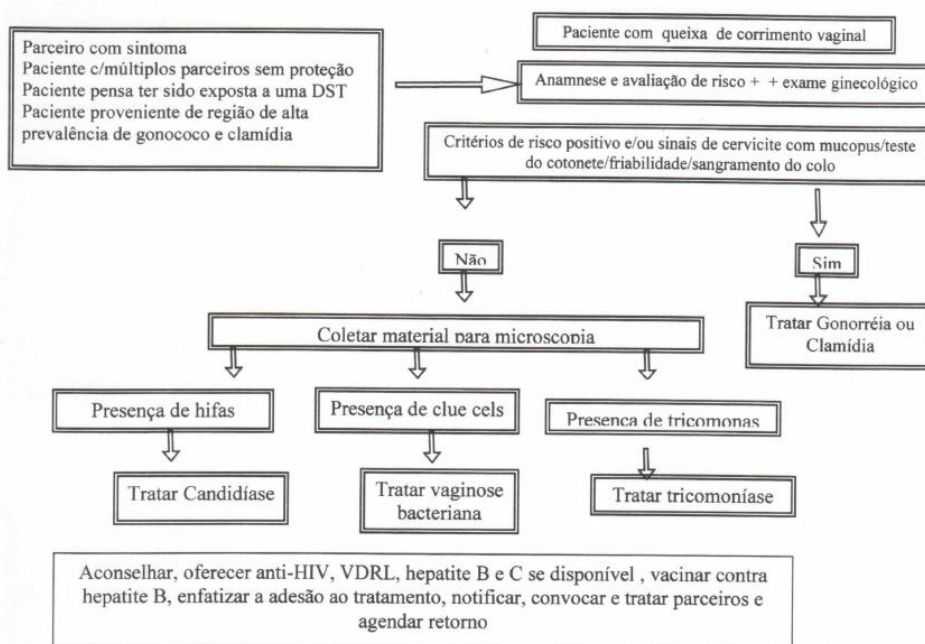 Parceiro com sintoma
Paciente c/múltiplos parceiros sem proteção
Paciente pensa ter sido exposta a uma DST
Paciente proveniente de região de alta
prevalência de gonococo e clamídia
Paciente com queixa de corrimento vaginal
Anamnese e avaliação de risco + + exame ginecológico
Critérios de risco positivo e/ou sinais de cervicite com mucopus/teste
do cotonete/friabilidade/sangramento do colo
Não
Sim
Coletar material para microscopia
Tratar Gonorréia ou
Clamídia
Presença de hifas
Presença de clue cels
Presença de tricomonas
Tratar Candidíase
Tratar vaginose
bacteriana
Tratar tricomoníase
Aconselhar, oferecer anti-HIV, VDRL, hepatite B e C se disponível , vacinar contra
hepatite B, enfatizar a adesão ao tratamento, notificar, convocar e tratar parceiros e
agendar retorno